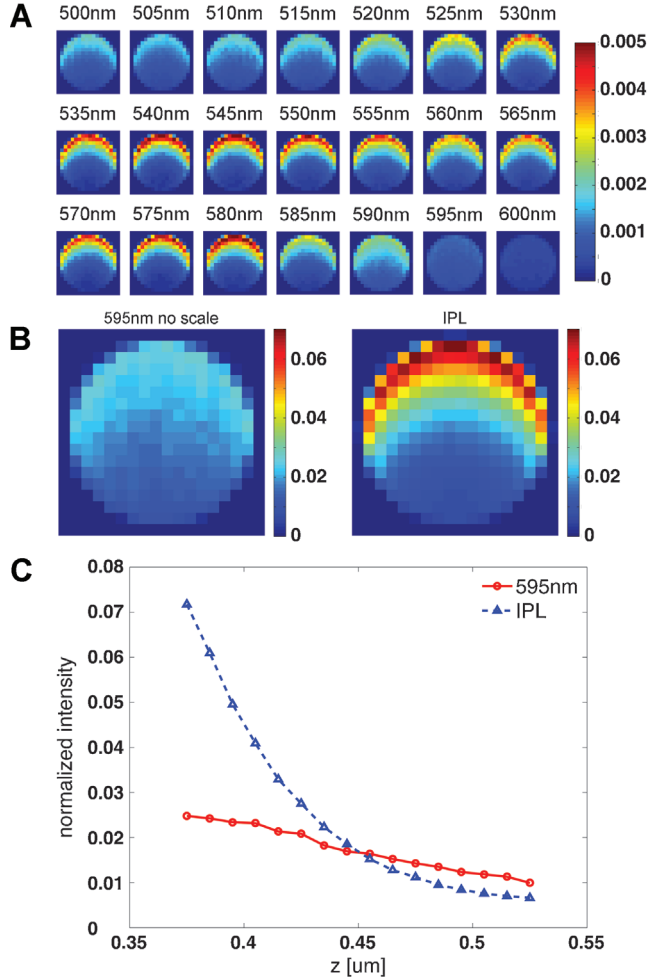 A
500nm 505nm 510nm 515nm 520nm 525nm 530nm
535nm 540nm 545nm 550nm 555nm 560nm 565nm
570nm 575nm 580nm 585nm 590nm 595nm 600nm
0.005
0.004
0.003
0.002
0.001
0
B
595nm no scale
0.06
0.04
0.02
0
IPL
0.06
0.04
0.02
0
C
0.08
0.07
0.06
0.05
0.04
0.03
0.02
0.01
0
normalized intensity
595nm
IPL
0.35 0.4 0.45 0.5 0.55
z [um]